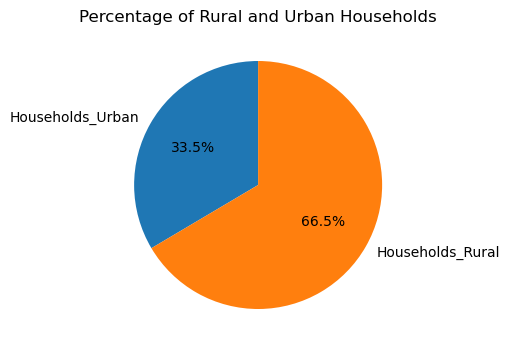 Percentage of Rural and Urban Households
Households_Urban
33.5%
66.5%
Households_Rural